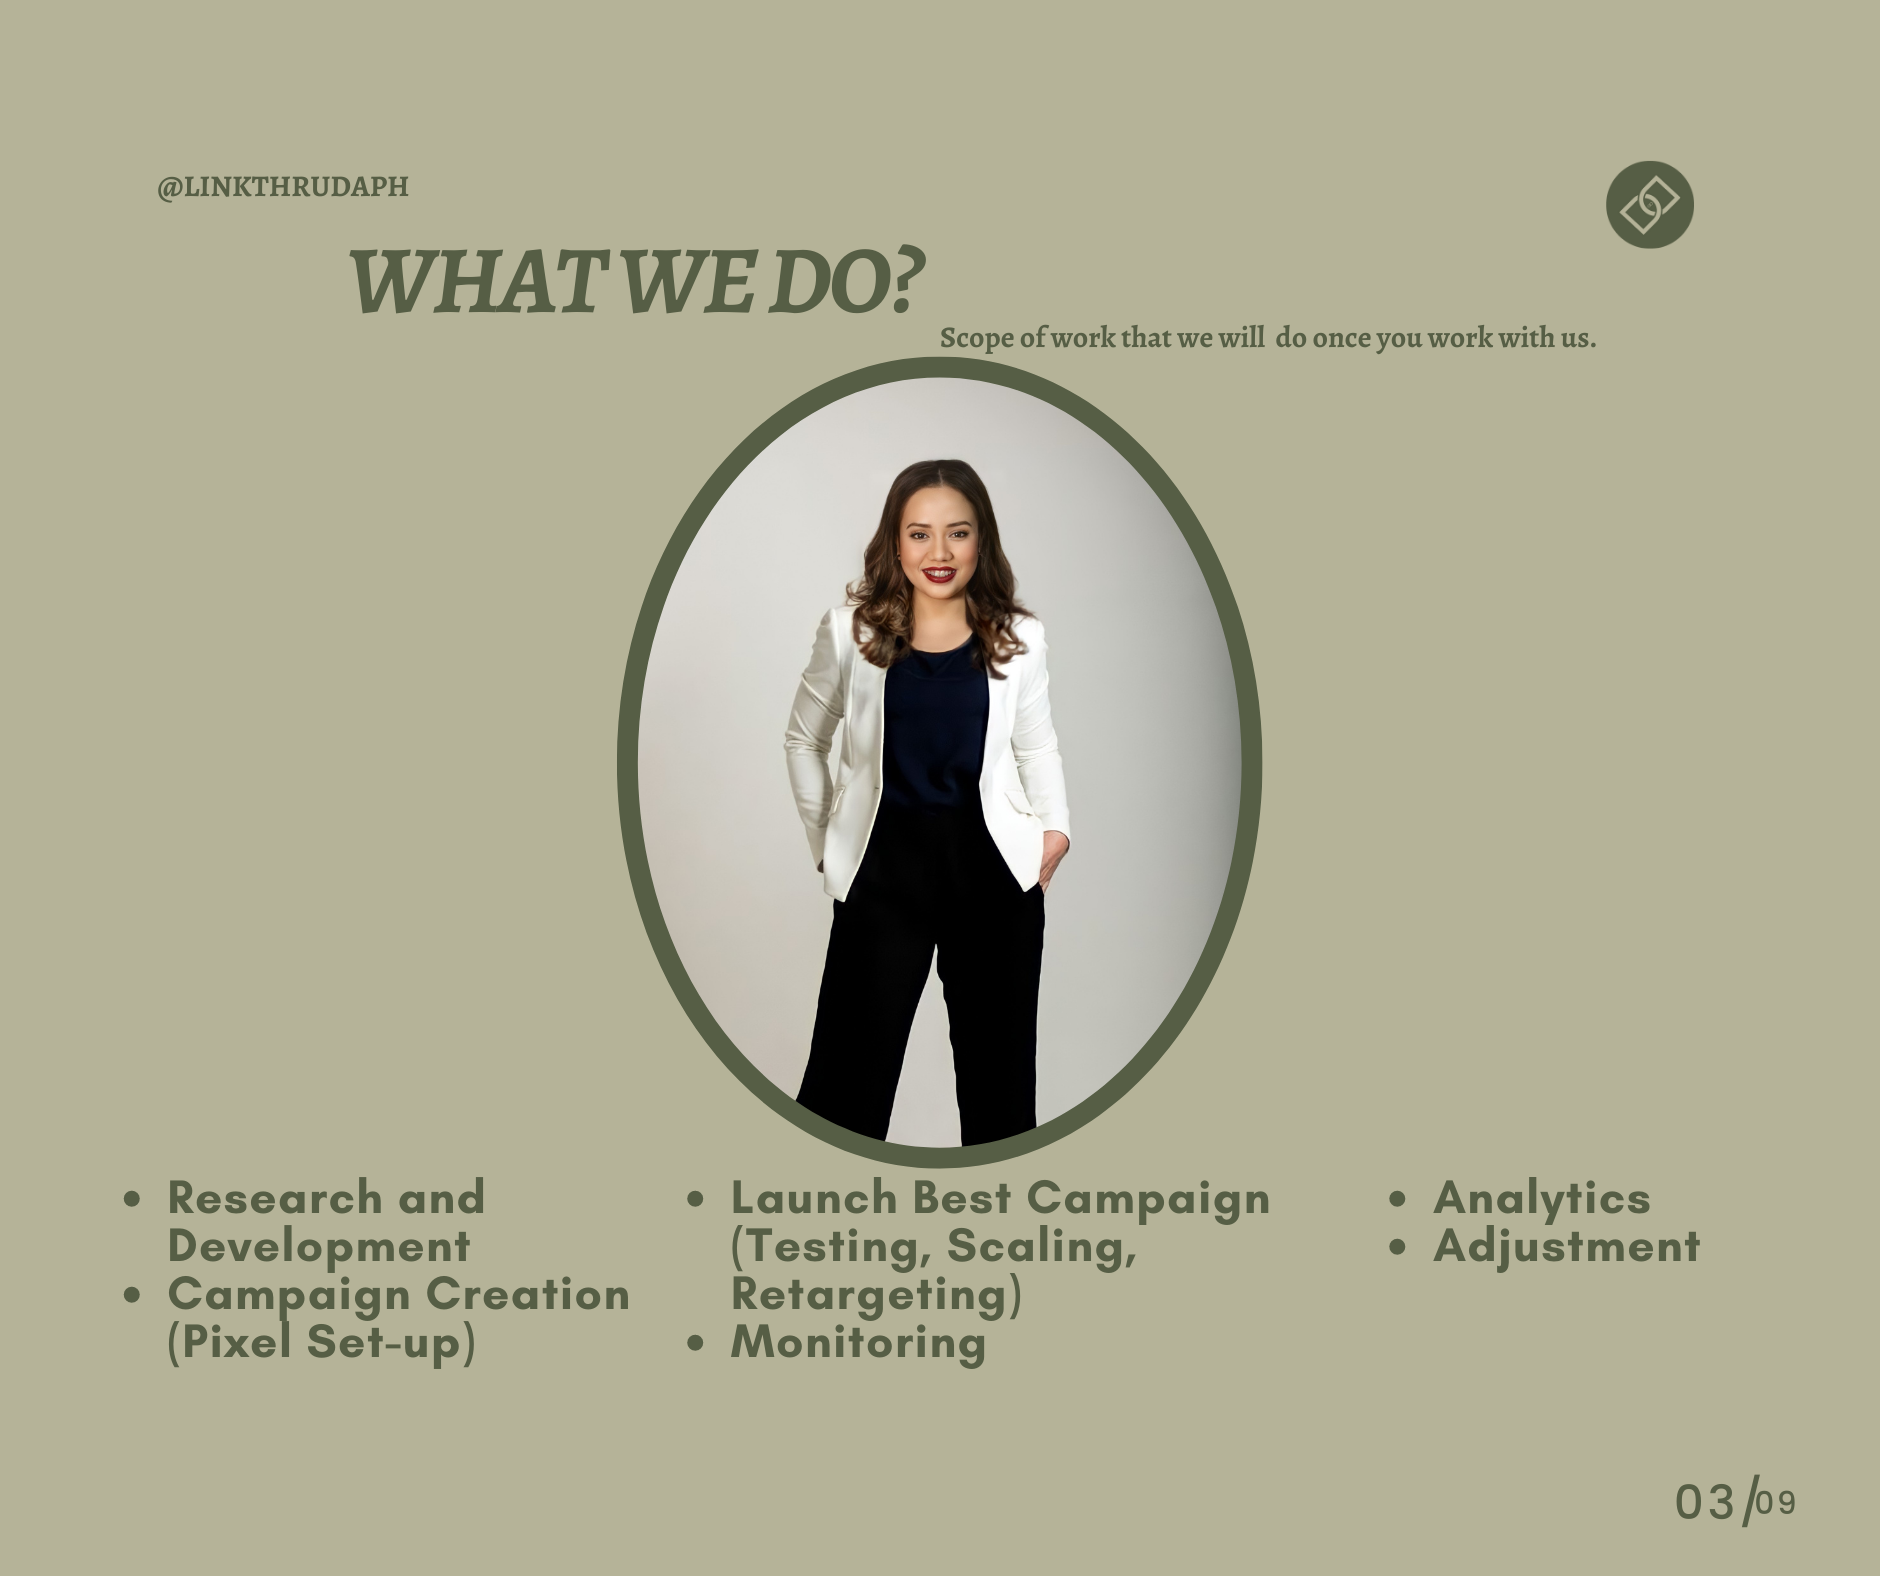 @LINKTHRUDAPH
WHAT WE DO?
Scope of work that we will do once you work with us.
• Research and
Development
• Campaign Creation
(Pixel Set-up)
• Launch Best Campaign
(Testing, Scaling,
Retargeting)
• Monitoring
• Analytics
• Adjustment
03/09